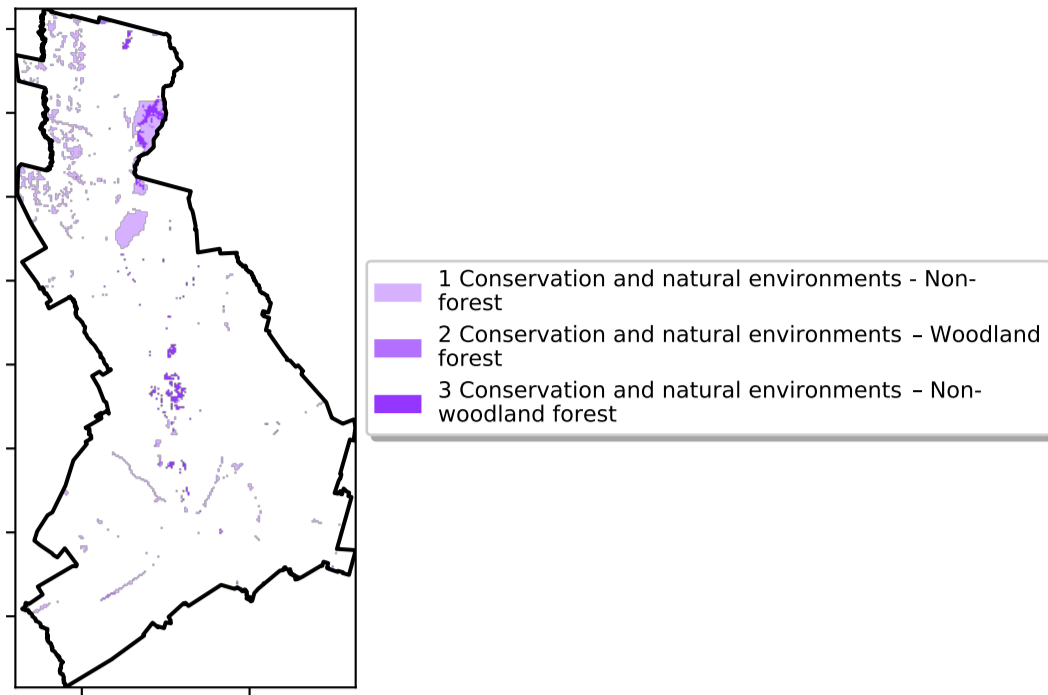 1 Conservation and natural environments - Non-
forest
2 Conservation and natural environments – Woodland
forest
3 Conservation and natural environments – Non-
woodland forest